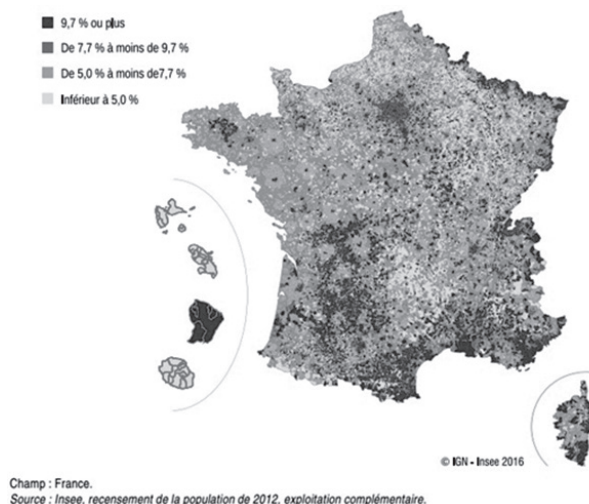 9,7 % ou plus
De 7,7 % à moins de 9,7 %
De 5,0 % à moins de7,7 %
Inférieur à 5,0 %
© IGN - Insee 2016
Champ : France.
Source : Insee, recensement de la population de 2012, exploitation complémentaire.